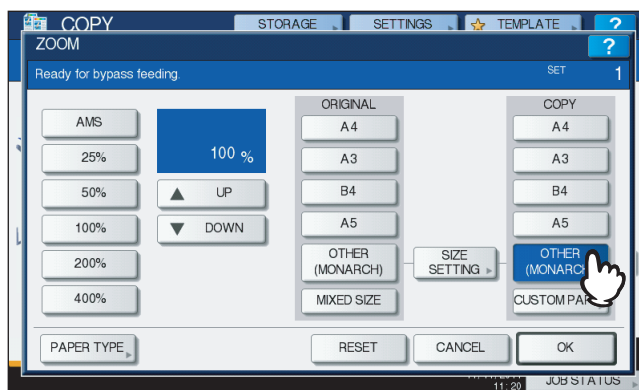 COPY
STORAGE
SETTINGS
TEMPLATE
?
ZOOM
?
Ready for bypass feeding.
SET 1
ORIGINAL
COPY
AMS
A4
A4
100 %
25%
A3
A3
50%
UP
B4
B4
100%
DOWN
A5
A5
200%
OTHER
(MONARCH)
SIZE
SETTING
OTHER
400%
MIXED SIZE
CUSTOM
PAPER TYPE
RESET
CANCEL
OK
11:20
JOB STATUS